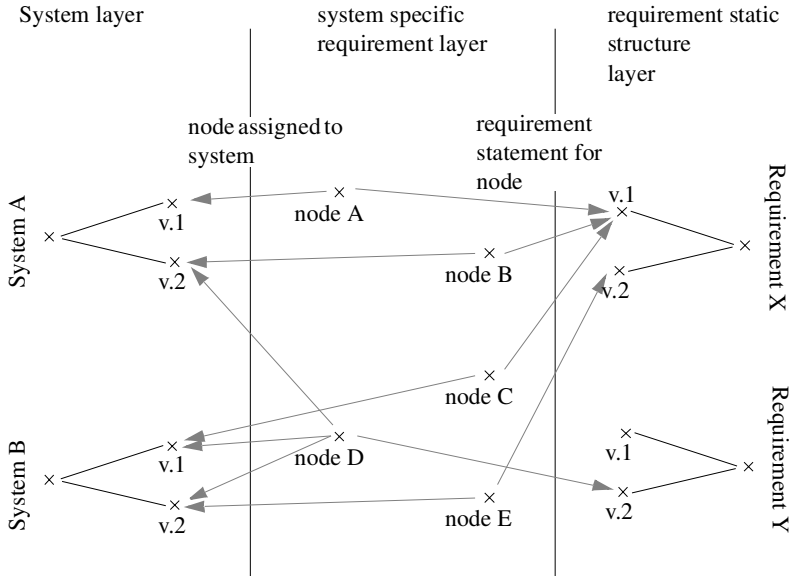 System layer
system specific
requirement layer
requirement static
structure
layer
node assigned to
system
requirement
statement for
node
System A
v.1
v.2
node A
node B
v.1
v.2
Requirement X
node C
System B
v.1
v.2
node D
node E
v.1
v.2
Requirement Y